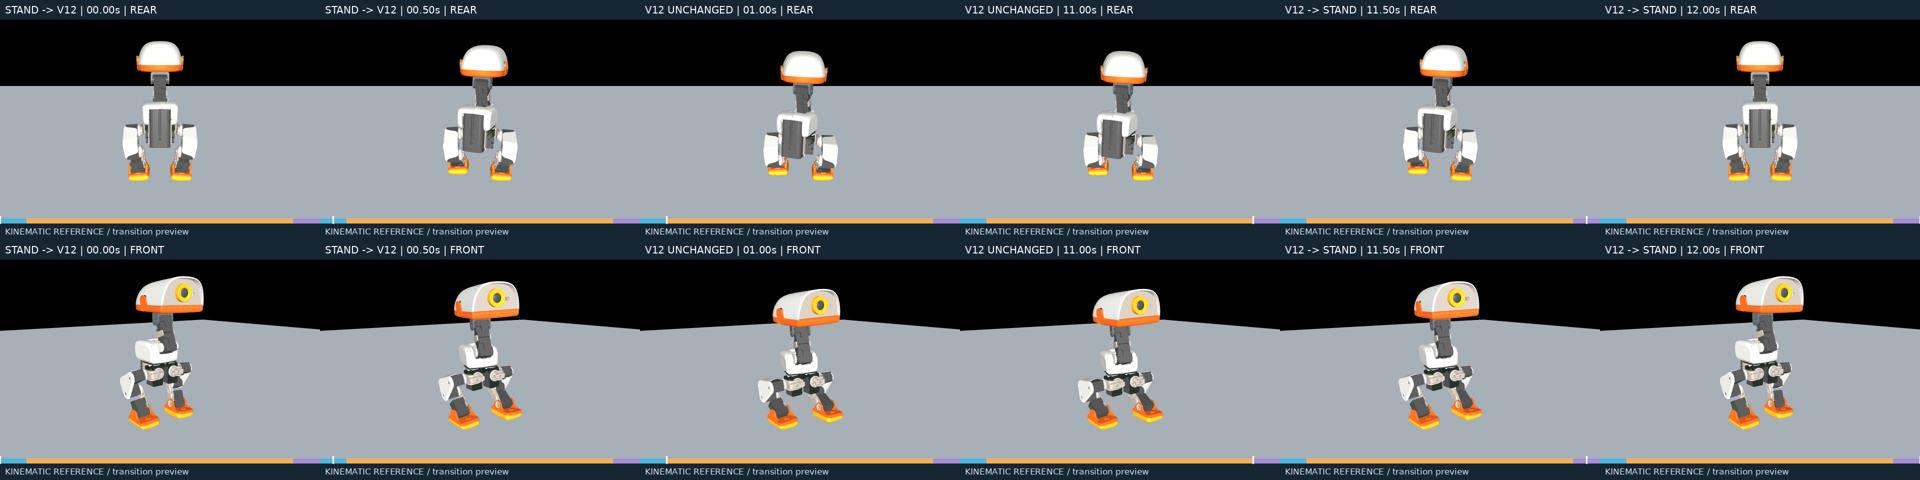 STAND -> V12 | 00.00s | REAR
STAND -> V12 | 00.50s | REAR
V12 UNCHANGED | 01.00s | REAR
V12 UNCHANGED | 11.00s | REAR
V12 -> STAND | 11.50s | REAR
V12 -> STAND | 12.00s | REAR
KINEMATIC REFERENCE / transition preview
KINEMATIC REFERENCE / transition preview
KINEMATIC REFERENCE / transition preview
KINEMATIC REFERENCE / transition preview
KINEMATIC REFERENCE / transition preview
KINEMATIC REFERENCE / transition preview
STAND -> V12 | 00.00s | FRONT
STAND -> V12 | 00.50s | FRONT
V12 UNCHANGED | 01.00s | FRONT
V12 UNCHANGED | 11.00s | FRONT
V12 -> STAND | 11.50s | FRONT
V12 -> STAND | 12.00s | FRONT
KINEMATIC REFERENCE / transition preview
KINEMATIC REFERENCE / transition preview
KINEMATIC REFERENCE / transition preview
KINEMATIC REFERENCE / transition preview
KINEMATIC REFERENCE / transition preview
KINEMATIC REFERENCE / transition preview